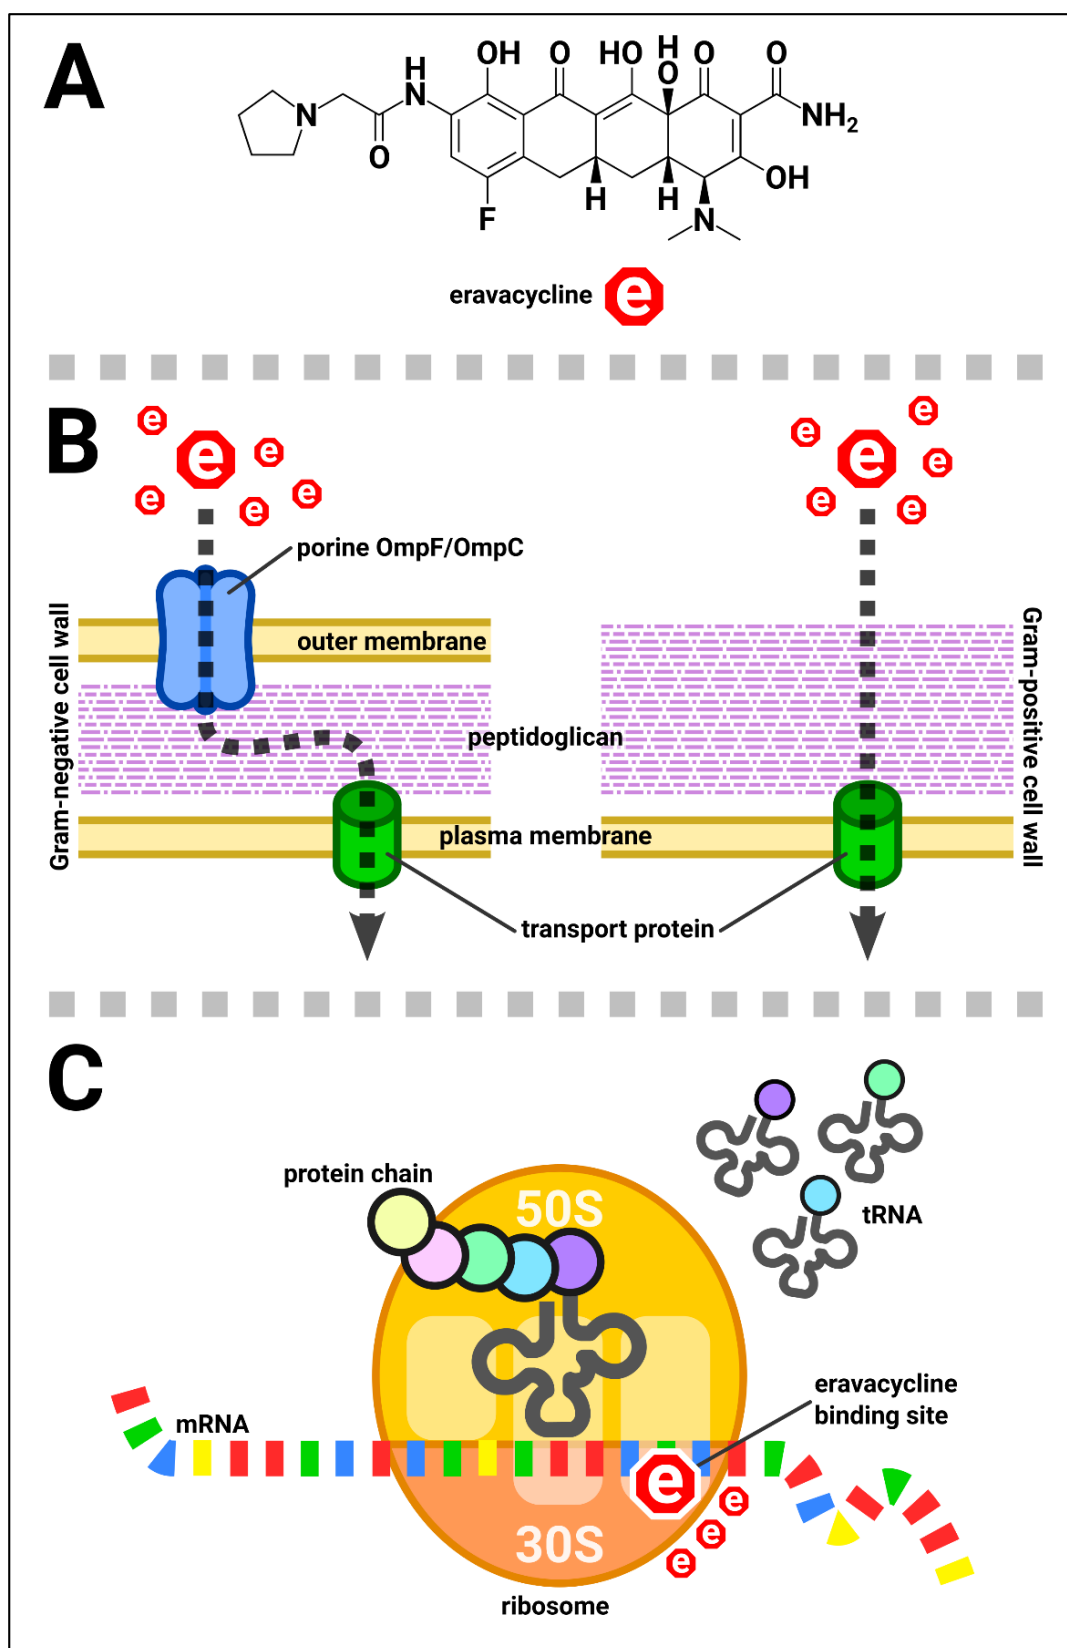 A
H
OH
O
HO
H
O
O
O
H
N
N
O
NH2
H
H
OH
F
N
eravacycline
e
B
e
e
e
e
e
e
e
e
e
e
e
e
porine OmpF/OmpC
Gram-negative cell wall
outer membrane
Gram-positive cell wall
peptidoglican
plasma membrane
transport protein
C
protein chain
50S
tRNA
eravacycline
binding site
mRNA
e
e
e
e
30S
ribosome